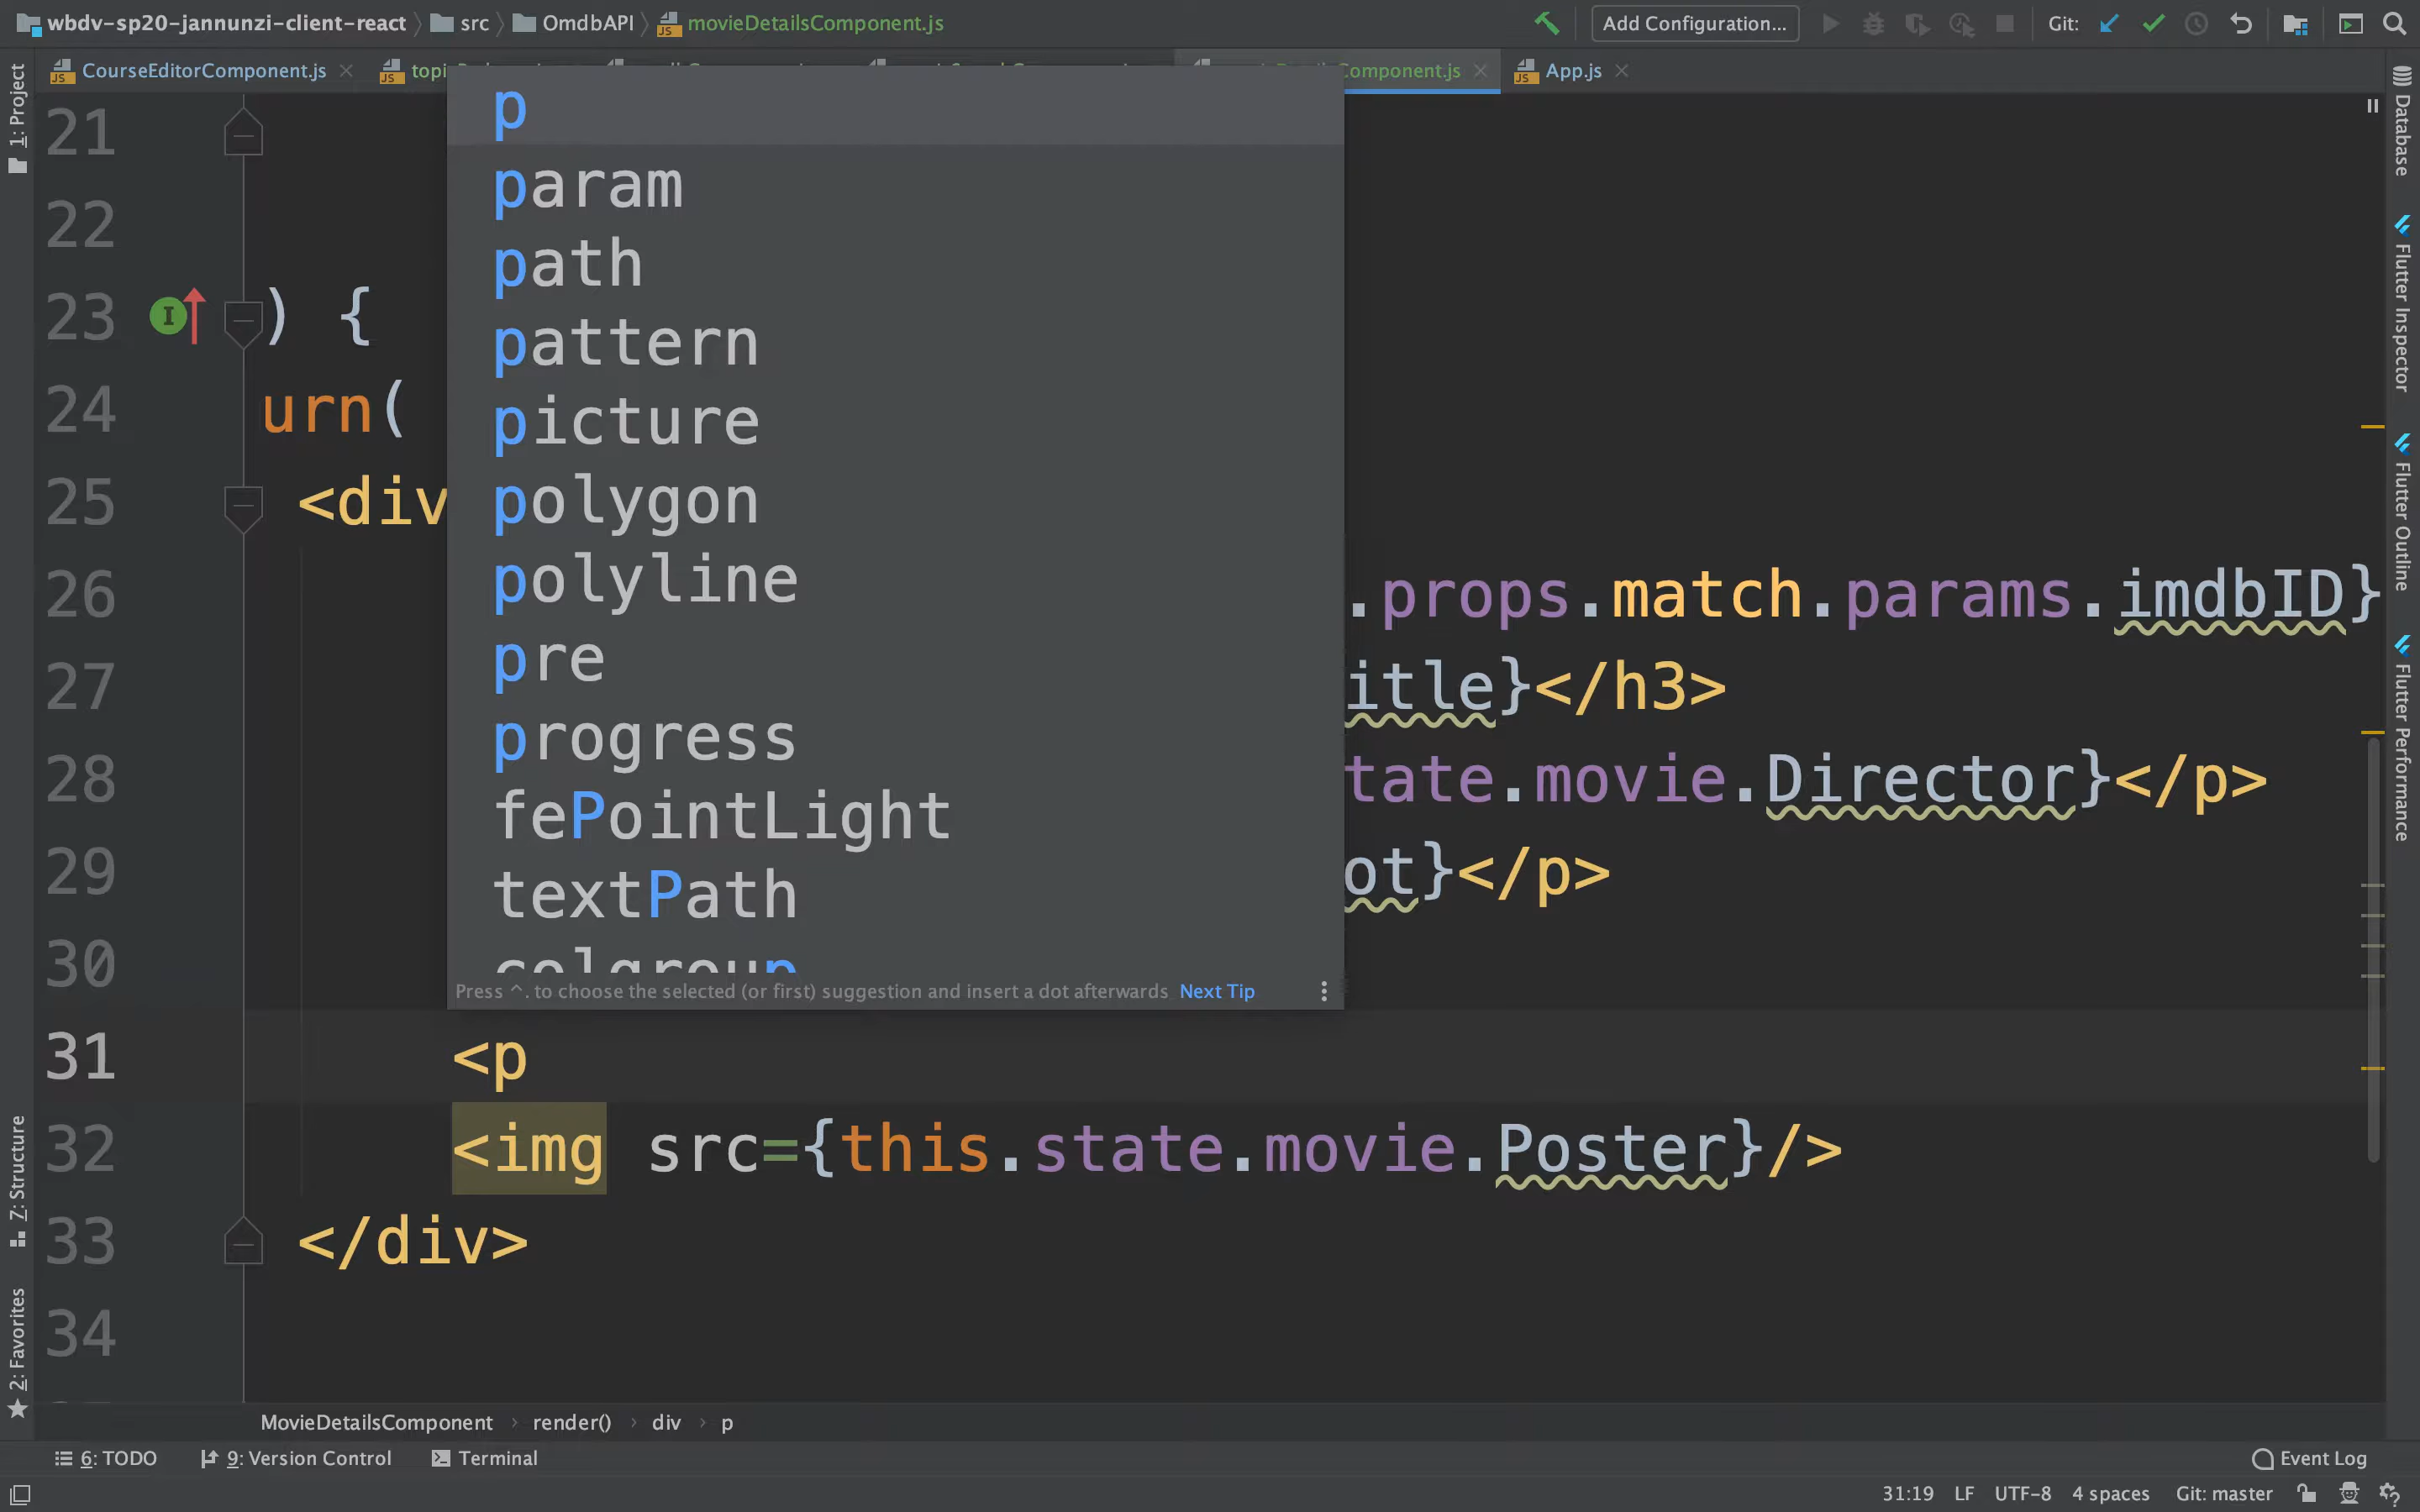 wbdv-sp20-jannunzi-client-react src OmdbAPI movieDetailsComponent.js Add Configuration... Git:
CourseEditorComponent.js Component.js App.js
1: Project
7: Structure
2: Favorites
21
22
23 ) {
24 urn(
25 <div
26 .props.match.params.imdbID}
27 itle}</h3>
28 tate.movie.Director}</p>
29 ot}</p>
30
31 <p
32 <img src={this.state.movie.Poster}/>
33 </div>
34
p
param
path
pattern
picture
polygon
polyline
pre
progress
fePointLight
textPath
colgroup
Press ^. to choose the selected (or first) suggestion and insert a dot afterwards Next Tip
Database
Flutter Inspector
Flutter Outline
Flutter Performance
MovieDetailsComponent render() div p
6: TODO 9: Version Control Terminal Event Log
31:19 LF UTF-8 4 spaces Git: master